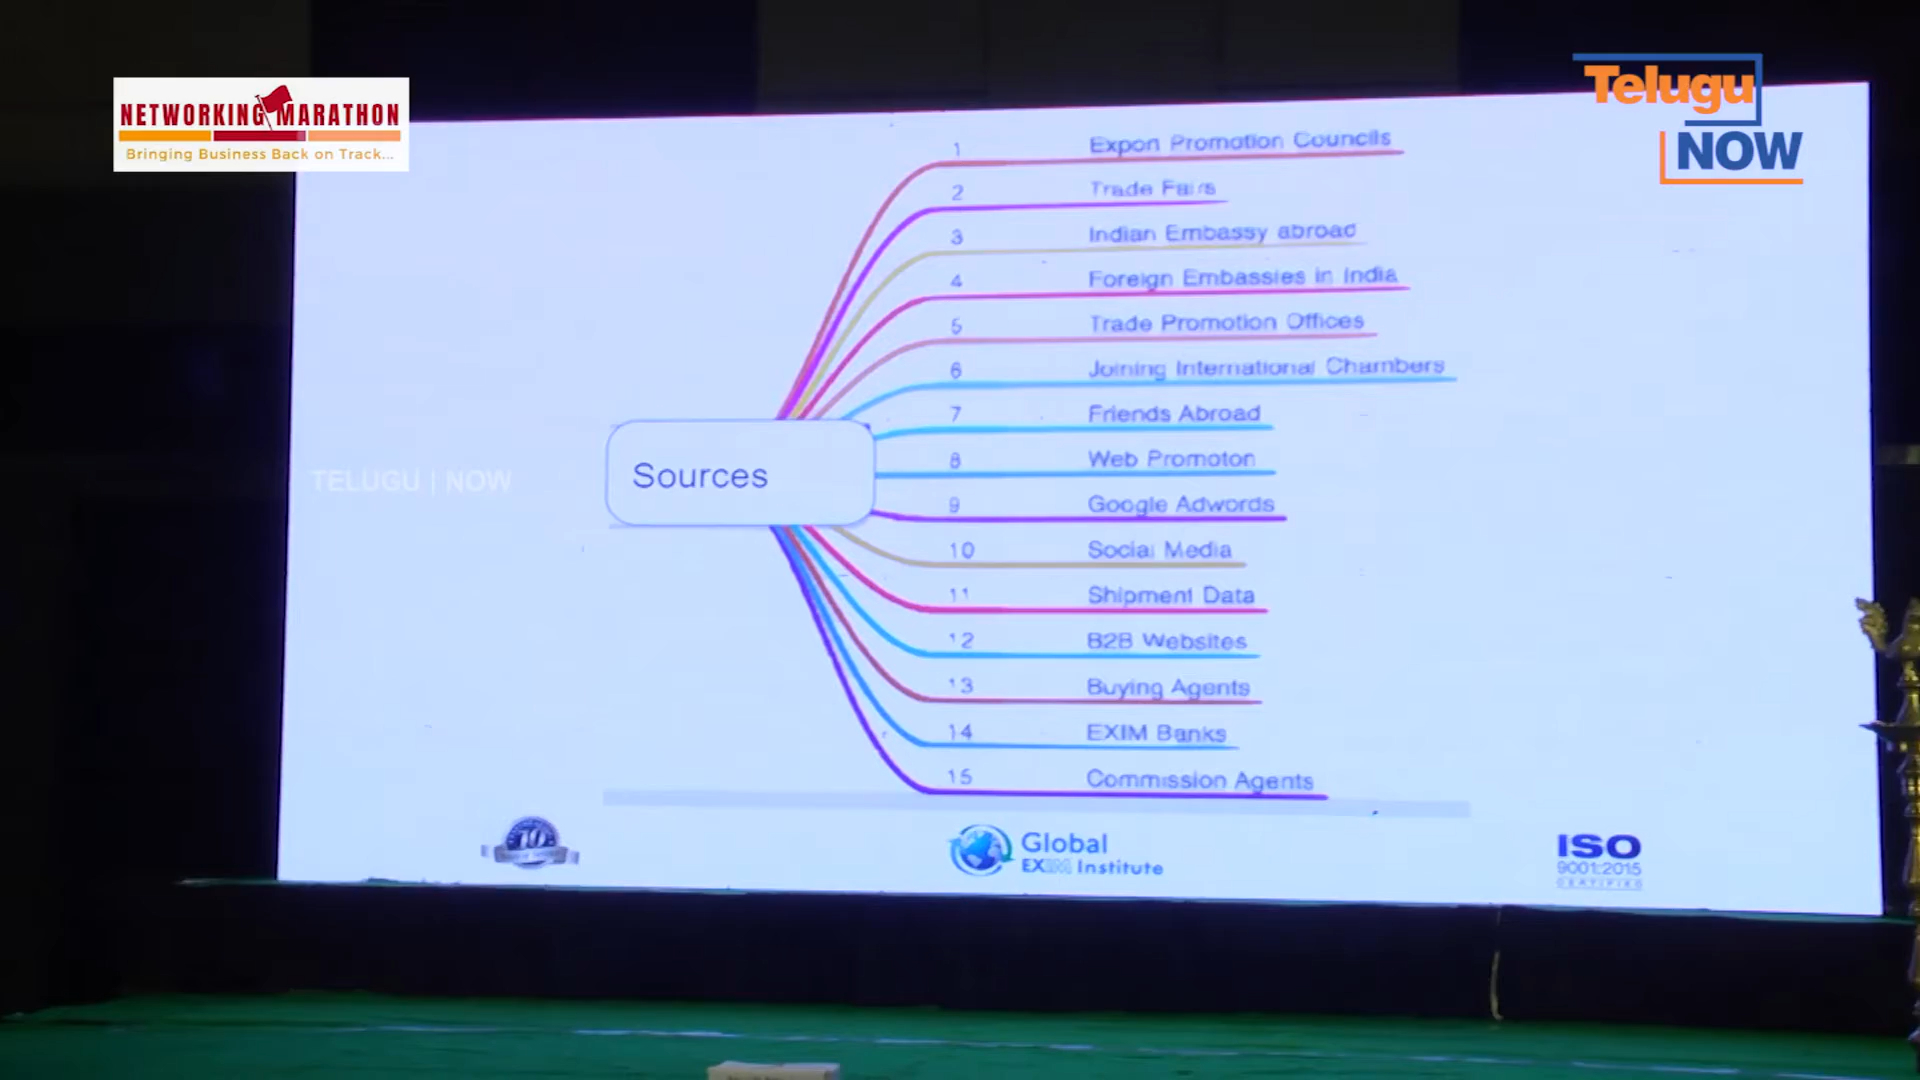 NETWORKING MARATHON
Bringing Business Back on Track...
Telugu
NOW
1 Export Promotion Councils
2 Trade Fairs
3 Indian Embassy abroad
4 Foreign Embassies in India
5 Trade Promotion Offices
6 Joining International Chambers
7 Friends Abroad
8 Web Promoton
9 Google Adwords
10 Social Media
11 Shipment Data
12 B2B Websites
13 Buying Agents
14 EXIM Banks
15 Commission Agents
Sources
TELUGU | NOW
10
Global
EXIM Institute
ISO
9001:2015
CERTIFIED